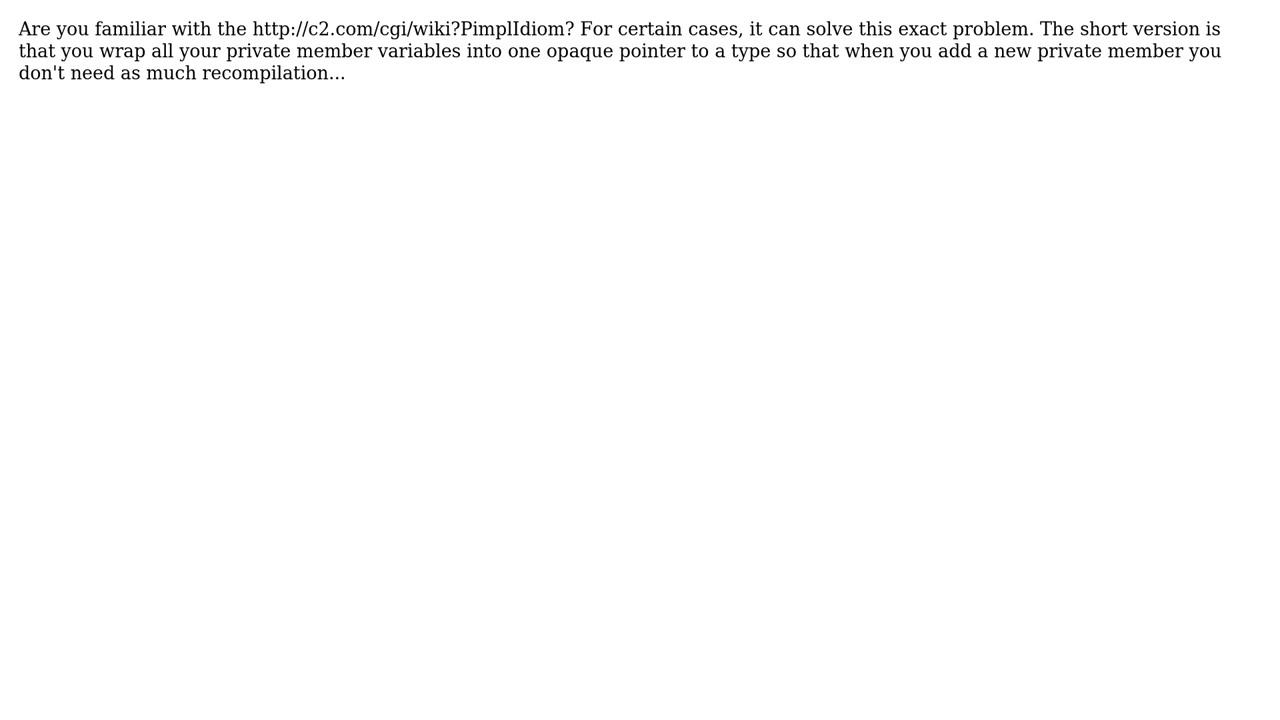 Are you familiar with the http://c2.com/cgi/wiki?PimplIdiom? For certain cases, it can solve this exact problem. The short version is
that you wrap all your private member variables into one opaque pointer to a type so that when you add a new private member you
don't need as much recompilation...